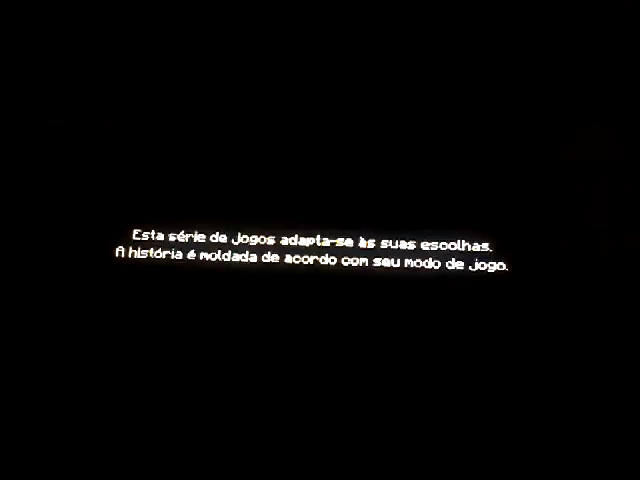 Esta série de jogos adapta-se às suas escolhas.
A história é moldada de acordo com seu modo de jogo.